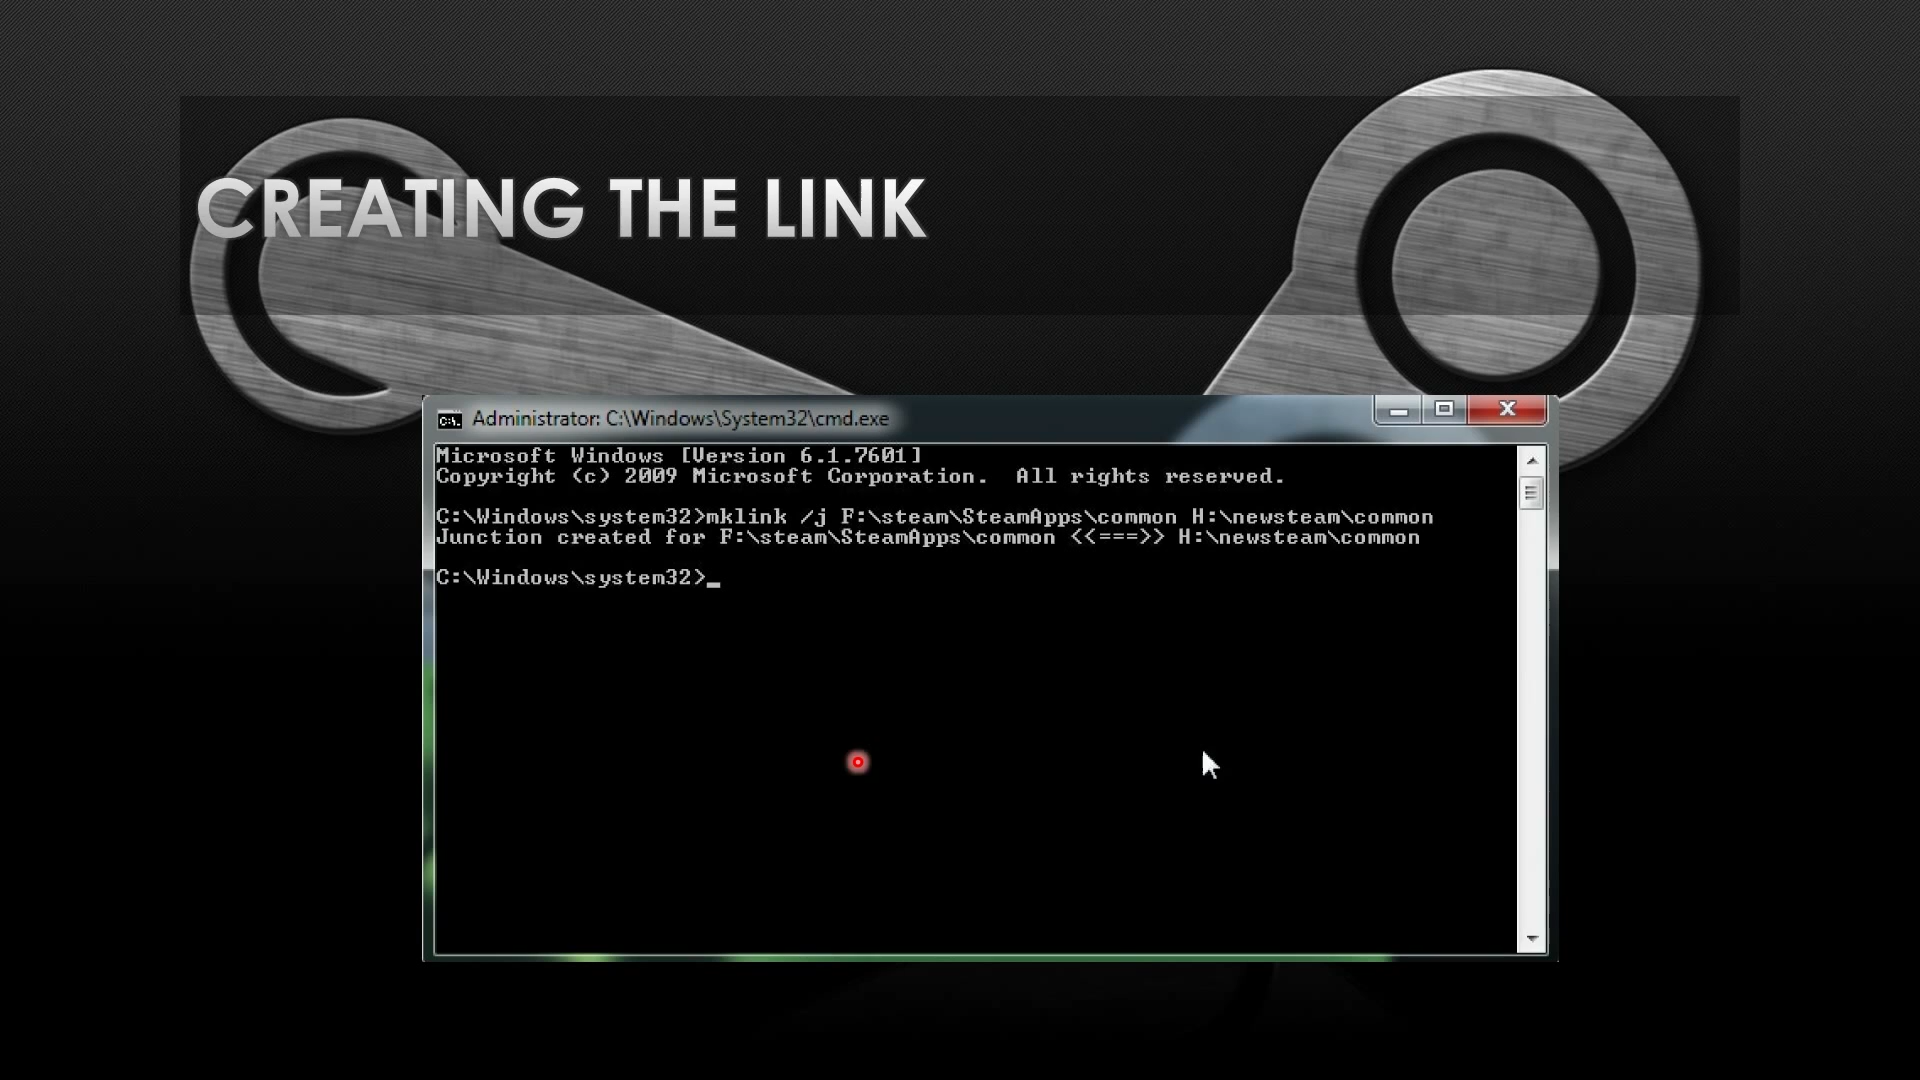 CREATING THE LINK
Administrator: C:\Windows\System32\cmd.exe
Microsoft Windows [Version 6.1.7601]
Copyright (c) 2009 Microsoft Corporation.  All rights reserved.
C:\Windows\system32>mklink /j F:\steam\SteamApps\common H:\newsteam\common
Junction created for F:\steam\SteamApps\common <<===>> H:\newsteam\common
C:\Windows\system32>_